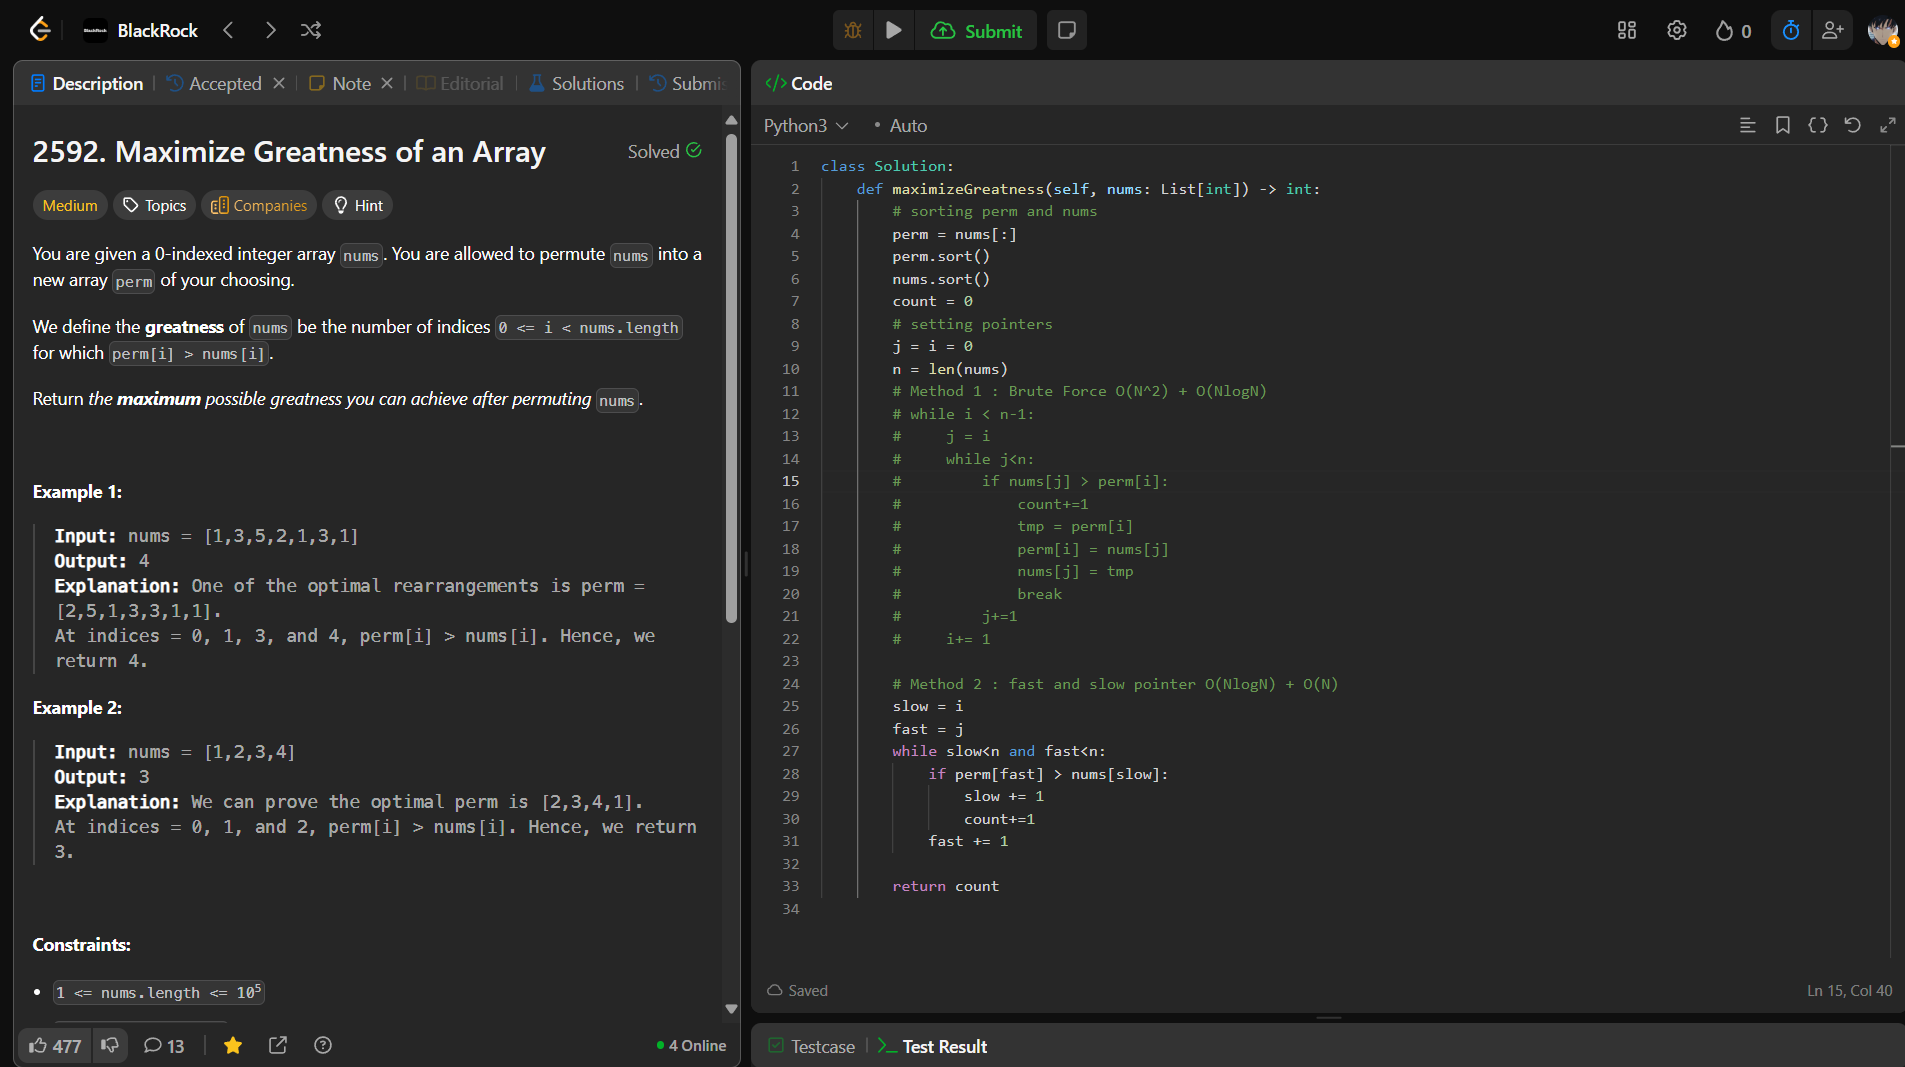 BlackRock
Submit
0
Description
Accepted
Note
Editorial
Solutions
Submis
2592. Maximize Greatness of an Array
Solved
Medium
Topics
Companies
Hint
You are given a 0-indexed integer array nums. You are allowed to permute nums into a
new array perm of your choosing.
We define the greatness of nums be the number of indices 0 <= i < nums.length
for which perm[i] > nums[i].
Return the maximum possible greatness you can achieve after permuting nums.
Example 1:
Input: nums = [1,3,5,2,1,3,1]
Output: 4
Explanation: One of the optimal rearrangements is perm =
[2,5,1,3,3,1,1].
At indices = 0, 1, 3, and 4, perm[i] > nums[i]. Hence, we
return 4.
Example 2:
Input: nums = [1,2,3,4]
Output: 3
Explanation: We can prove the optimal perm is [2,3,4,1].
At indices = 0, 1, and 2, perm[i] > nums[i]. Hence, we return
3.
Constraints:
• 1 <= nums.length <= 10⁵
477
13
4 Online
</> Code
Python3
• Auto
1 class Solution:
2     def maximizeGreatness(self, nums: List[int]) -> int:
3         # sorting perm and nums
4         perm = nums[:]
5         perm.sort()
6         nums.sort()
7         count = 0
8         # setting pointers
9         j = i = 0
10         n = len(nums)
11         # Method 1 : Brute Force O(N^2) + O(NlogN)
12         # while i < n-1:
13         #     j = i
14         #     while j<n:
15         #         if nums[j] > perm[i]:
16         #             count+=1
17         #             tmp = perm[i]
18         #             perm[i] = nums[j]
19         #             nums[j] = tmp
20         #             break
21         #         j+=1
22         #     i+= 1
23
24         # Method 2 : fast and slow pointer O(NlogN) + O(N)
25         slow = i
26         fast = j
27         while slow<n and fast<n:
28             if perm[fast] > nums[slow]:
29                 slow += 1
30                 count+=1
31             fast += 1
32
33         return count
34
Saved
Ln 15, Col 40
Testcase
Test Result